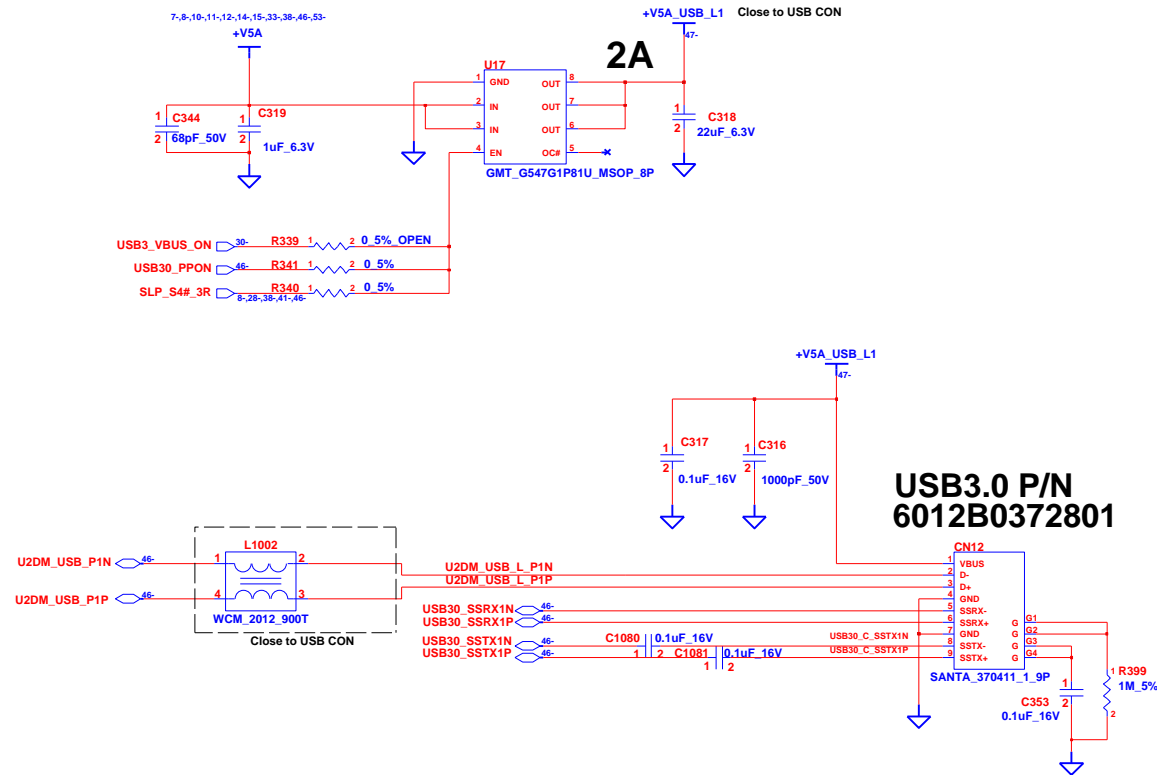 7-,8-,10-,11-,12-,14-,15-,33-,38-,46-,53-
+V5A
+V5A_USB_L1 Close to USB CON
47-
2A
U17
1 GND OUT 8
2 IN OUT 7
3 IN OUT 6
4 EN OC# 5
GMT_G547G1P81U_MSOP_8P
1 C344
2 68pF_50V
1 C319
2 1uF_6.3V
1 C318
2 22uF_6.3V
USB3_VBUS_ON 30- R339 1 2 0_5%_OPEN
USB30_PPON 46- R341 1 2 0_5%
SLP_S4#_3R 8-,28-,38-,41-,46- R340 1 2 0_5%
+V5A_USB_L1
47-
1 C317
2 0.1uF_16V
1 C316
2 1000pF_50V
USB3.0 P/N
6012B0372801
L1002
U2DM_USB_P1N 46- 1 2
U2DM_USB_P1P 46- 4 3
WCM_2012_900T
Close to USB CON
U2DM_USB_L_P1N
U2DM_USB_L_P1P
USB30_SSRX1N 46-
USB30_SSRX1P 46-
USB30_SSTX1N 46- C1080 0.1uF_16V 1 2 USB30_C_SSTX1N
USB30_SSTX1P 46- C1081 0.1uF_16V 1 2 USB30_C_SSTX1P
CN12
1 VBUS
2 D-
3 D+
4 GND
5 SSRX-
6 SSRX+ G G1
7 GND G G2
8 SSTX- G G3
9 SSTX+ G G4
SANTA_370411_1_9P
1 R399
1M_5%
2
1
2
C353
0.1uF_16V